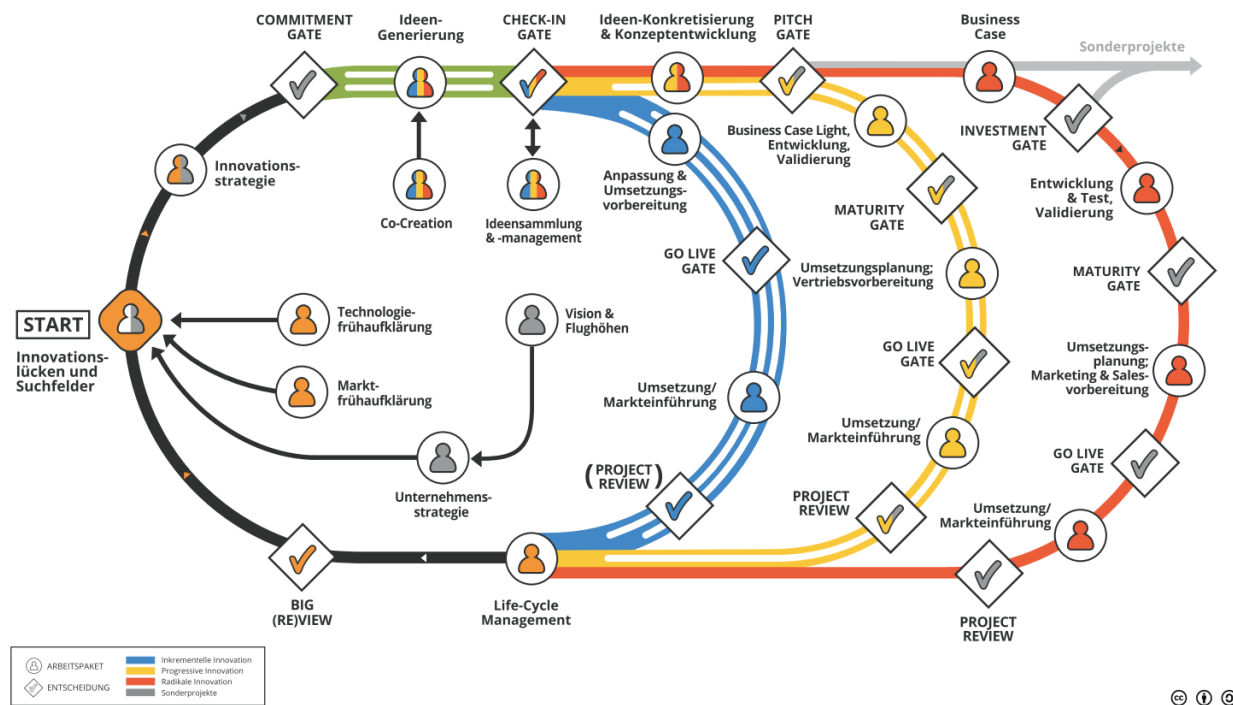 COMMITMENT
GATE
Ideen-
Generierung
CHECK-IN
GATE
Ideen-Konkretisierung
& Konzeptentwicklung
PITCH
GATE
Business
Case
Sonderprojekte
Innovations-
strategie
Co-Creation
Ideensammlung
& -management
Anpassung &
Umsetzungs-
vorbereitung
Business Case Light,
Entwicklung,
Validierung
INVESTMENT
GATE
Entwicklung
& Test,
Validierung
MATURITY
GATE
GO LIVE
GATE
Umsetzungsplanung;
Vertriebsvorbereitung
MATURITY
GATE
START
Innovations-
lücken und
Suchfelder
Technologie-
frühaufklärung
Vision &
Flughöhen
Markt-
frühaufklärung
Unternehmens-
strategie
Umsetzung/
Markteinführung
GO LIVE
GATE
Umsetzungs-
planung;
Marketing & Sales-
vorbereitung
Umsetzung/
Markteinführung
GO LIVE
GATE
(PROJECT
REVIEW)
PROJECT
REVIEW
Umsetzung/
Markteinführung
BIG
(RE)VIEW
Life-Cycle
Management
PROJECT
REVIEW
ARBEITSPAKET
ENTSCHEIDUNG
Inkrementelle Innovation
Progressive Innovation
Radikale Innovation
Sonderprojekte
cc